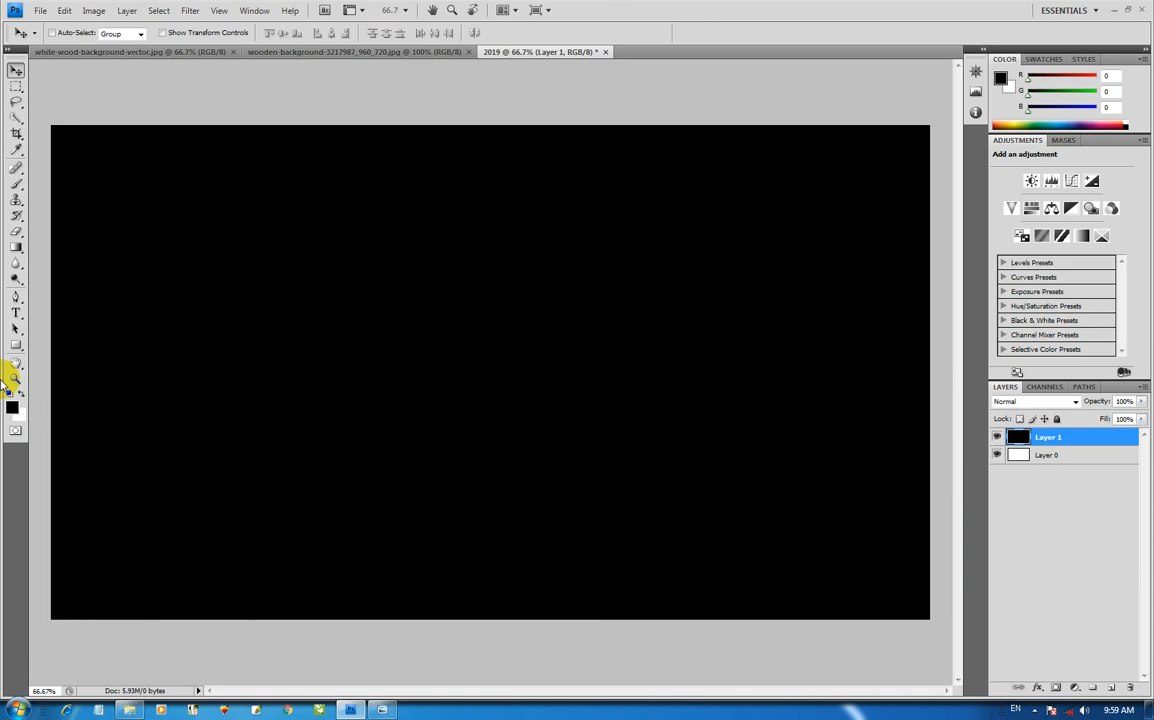 File Edit Image Layer Select Filter Analysis View Window Help 66.7 ESSENTIALS
Auto-Select: Group Show Transform Controls
white-wood-background-vector.jpg @ 66.7% (RGB/8) wooden-background-3217987_960_720.jpg @ 100% (RGB/8) 2019 @ 66.7% (Layer 1, RGB/8) *
COLOR SWATCHES STYLES
R 0
G 0
B 0
ADJUSTMENTS MASKS
Add an adjustment
Levels Presets
Curves Presets
Exposure Presets
Hue/Saturation Presets
Black & White Presets
Channel Mixer Presets
Selective Color Presets
LAYERS CHANNELS PATHS
Normal Opacity: 100%
Lock: Fill: 100%
Layer 1
Layer 0
66.67% Doc: 5.93M/0 bytes
EN 9:59 AM